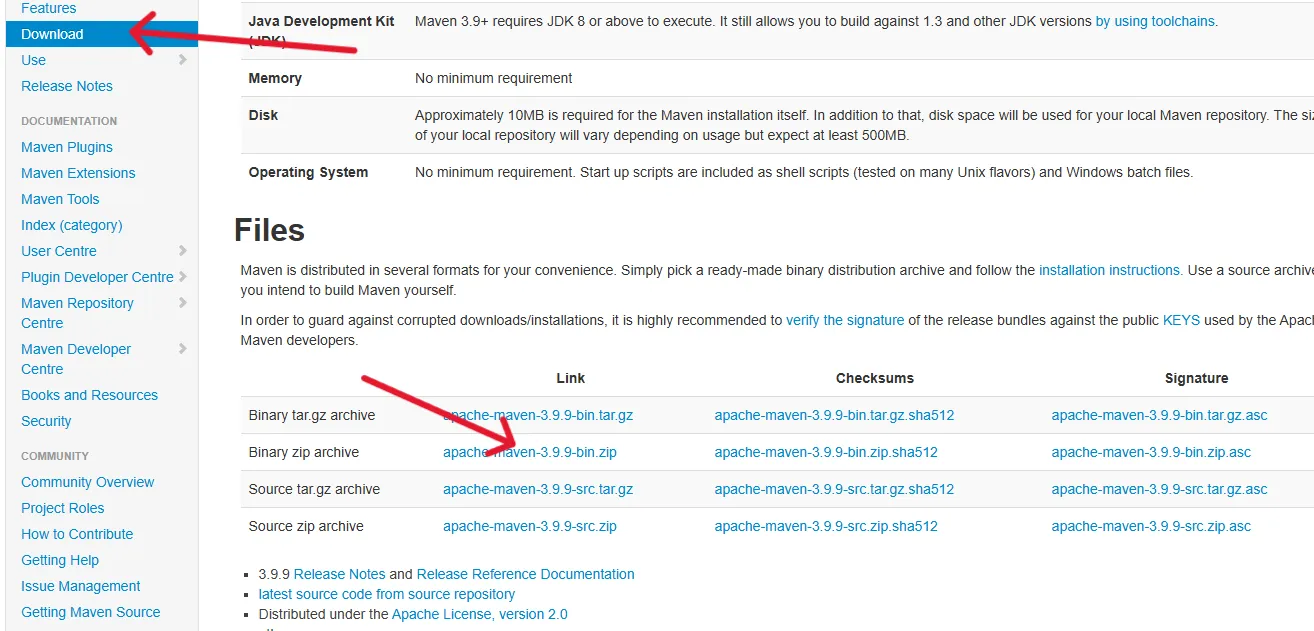 Features
Download
Use
Release Notes
DOCUMENTATION
Maven Plugins
Maven Extensions
Maven Tools
Index (category)
User Centre
Plugin Developer Centre
Maven Repository
Centre
Maven Developer
Centre
Books and Resources
Security
COMMUNITY
Community Overview
Project Roles
How to Contribute
Getting Help
Issue Management
Getting Maven Source
Java Development Kit
(JDK)
Maven 3.9+ requires JDK 8 or above to execute. It still allows you to build against 1.3 and other JDK versions by using toolchains.
Memory
No minimum requirement
Disk
Approximately 10MB is required for the Maven installation itself. In addition to that, disk space will be used for your local Maven repository. The
of your local repository will vary depending on usage but expect at least 500MB.
Operating System
No minimum requirement. Start up scripts are included as shell scripts (tested on many Unix flavors) and Windows batch files.
Files
Maven is distributed in several formats for your convenience. Simply pick a ready-made binary distribution archive and follow the installation instructions. Use a source archive
you intend to build Maven yourself.
In order to guard against corrupted downloads/installations, it is highly recommended to verify the signature of the release bundles against the public KEYS used by the Apac
Maven developers.
Link Checksums Signature
Binary tar.gz archive apache-maven-3.9.9-bin.tar.gz apache-maven-3.9.9-bin.tar.gz.sha512 apache-maven-3.9.9-bin.tar.gz.asc
Binary zip archive apache-maven-3.9.9-bin.zip apache-maven-3.9.9-bin.zip.sha512 apache-maven-3.9.9-bin.zip.asc
Source tar.gz archive apache-maven-3.9.9-src.tar.gz apache-maven-3.9.9-src.tar.gz.sha512 apache-maven-3.9.9-src.tar.gz.asc
Source zip archive apache-maven-3.9.9-src.zip apache-maven-3.9.9-src.zip.sha512 apache-maven-3.9.9-src.zip.asc
▪ 3.9.9 Release Notes and Release Reference Documentation
▪ latest source code from source repository
▪ Distributed under the Apache License, version 2.0